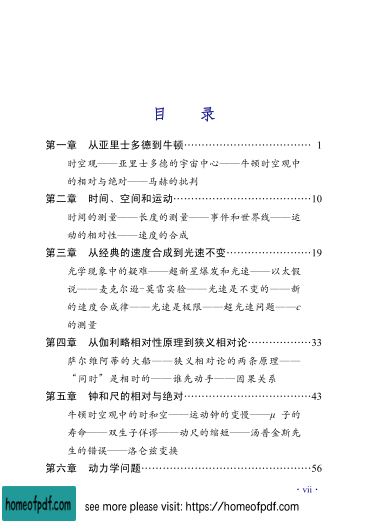 目 录
第一章 从亚里士多德到牛顿………………………………… 1
时空观——亚里士多德的宇宙中心——牛顿时空观中
的相对与绝对——马赫的批判
第二章 时间、空间和运动…………………………………10
时间的测量——长度的测量——事件和世界线——运
动的相对性——速度的合成
第三章 从经典的速度合成到光速不变……………………19
光学现象中的疑难——超新星爆发和光速——以太假
说——麦克尔逊-莫雷实验——光速是不变的——新
的速度合成律——光速是极限——超光速问题——c
的测量
第四章 从伽利略相对性原理到狭义相对论………………33
萨尔维阿蒂的大船——狭义相对论的两条原理——
“同时”是相对的——谁先动手——因果关系
第五章 钟和尺的相对与绝对………………………………43
牛顿时空观中的时和空——运动钟的变慢——μ 子的
寿命——双生子佯谬——动尺的缩短——汤普金斯先
生的错误——洛仑兹变换
第六章 动力学问题…………………………………………56
· vii ·
homeofpdf.com
see more please visit: https://homeofpdf.com